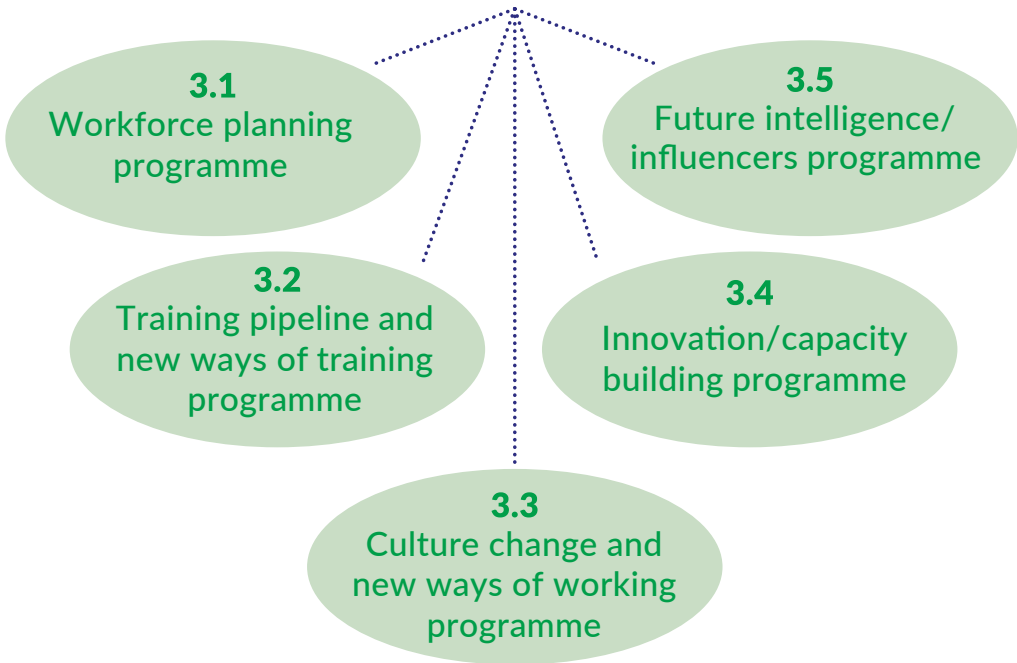 3.1
Workforce planning
programme
3.2
Training pipeline and
new ways of training
programme
3.3
Culture change and
new ways of working
programme
3.4
Innovation/capacity
building programme
3.5
Future intelligence/
influencers programme